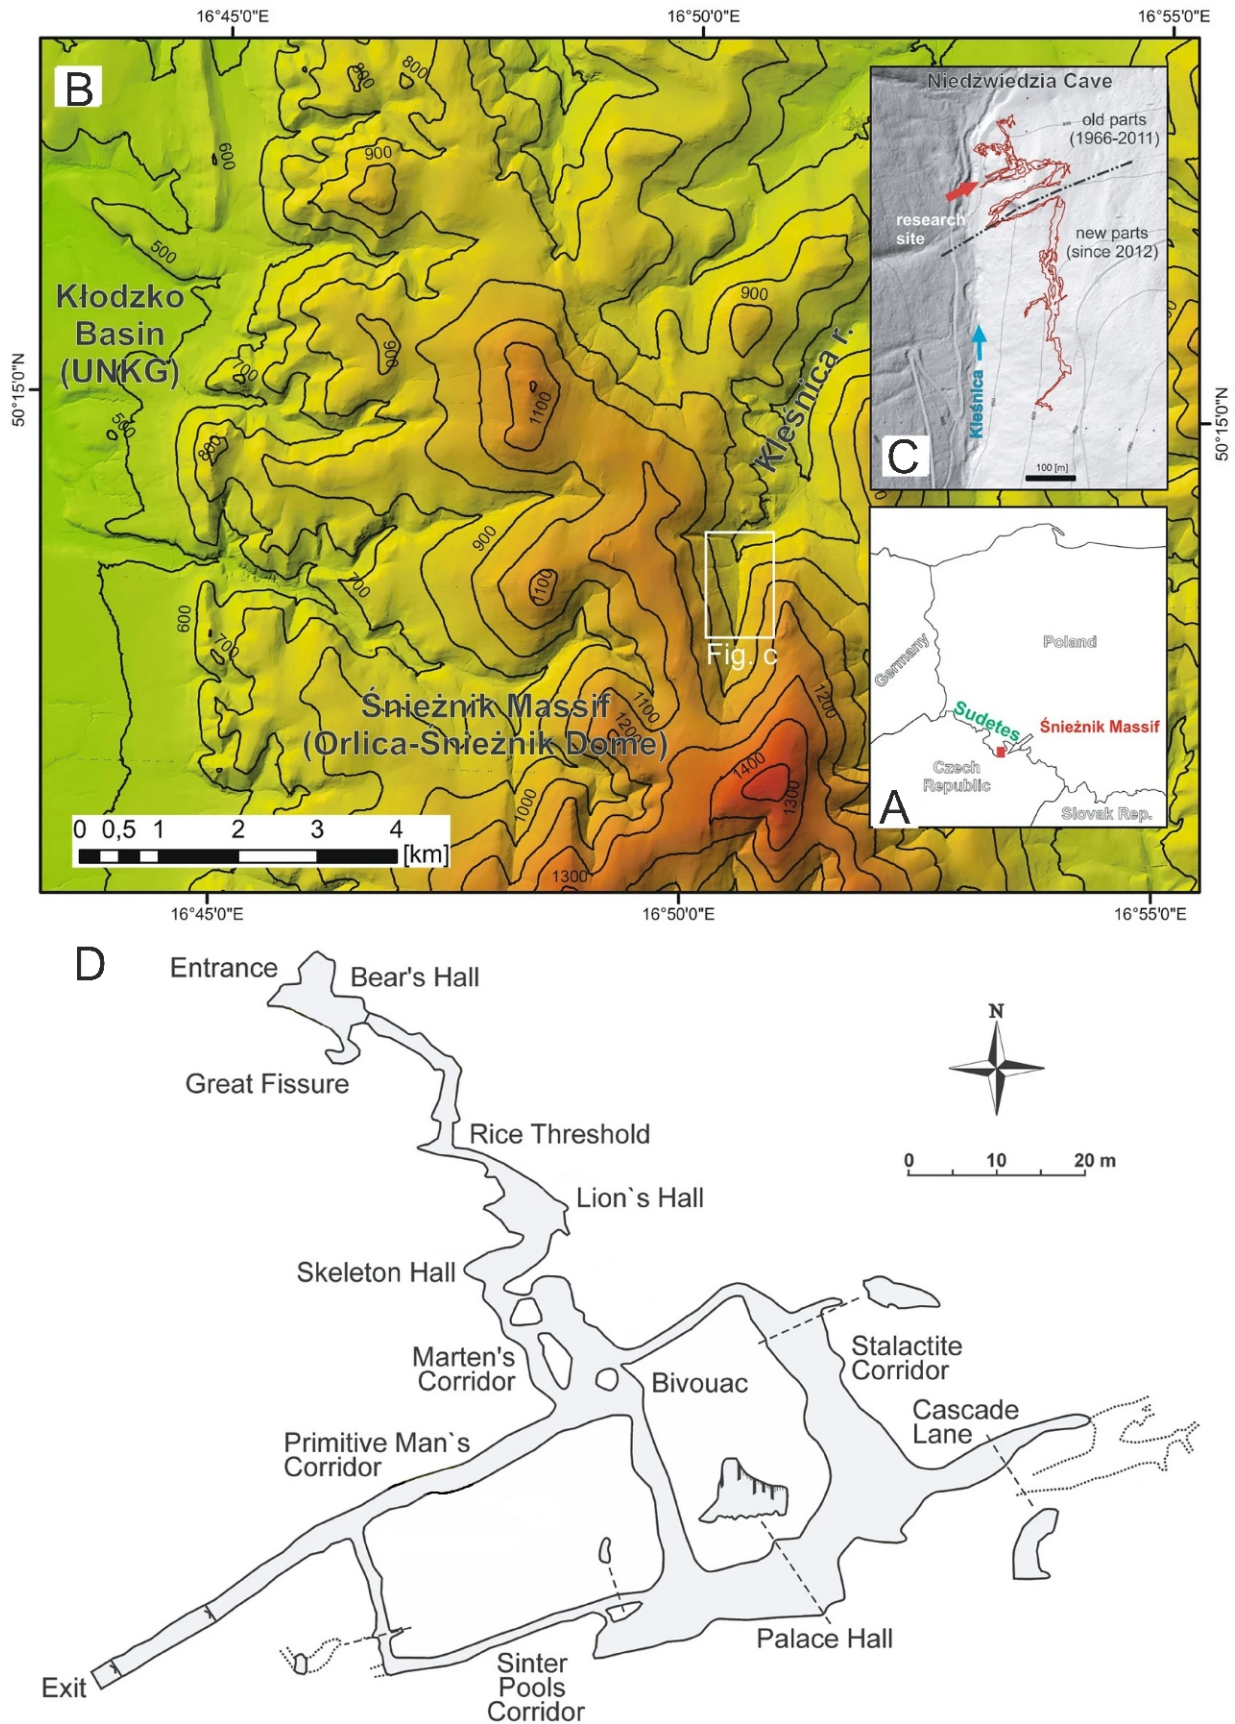 16°45'0"E
16°50'0"E
16°55'0"E
B
800
800
900
600
500
Kłodzko
Basin
(UNKG)
700
900
900
Kleśnica r.
50°15'0"N
50°15'0"N
500
800
1100
900
1100
700
600
700
Fig. c
Śnieżnik Massif
(Orlica-Śnieżnik Dome)
1100
1200
1200
1400
1300
1000
1300
0 0,5 1 2 3 4
[km]
16°45'0"E
16°50'0"E
16°55'0"E
Niedźwiedzia Cave
old parts
(1966-2011)
research
site
new parts
(since 2012)
Kleśnica
C
100 [m]
Germany
Poland
Sudetes
Śnieżnik Massif
Czech
Republic
A
Slovak Rep.
D
Entrance
Bear's Hall
Great Fissure
N
Rice Threshold
0 10 20 m
Lion`s Hall
Skeleton Hall
Marten's
Corridor
Bivouac
Stalactite
Corridor
Cascade
Lane
Primitive Man`s
Corridor
Palace Hall
Exit
Sinter
Pools
Corridor